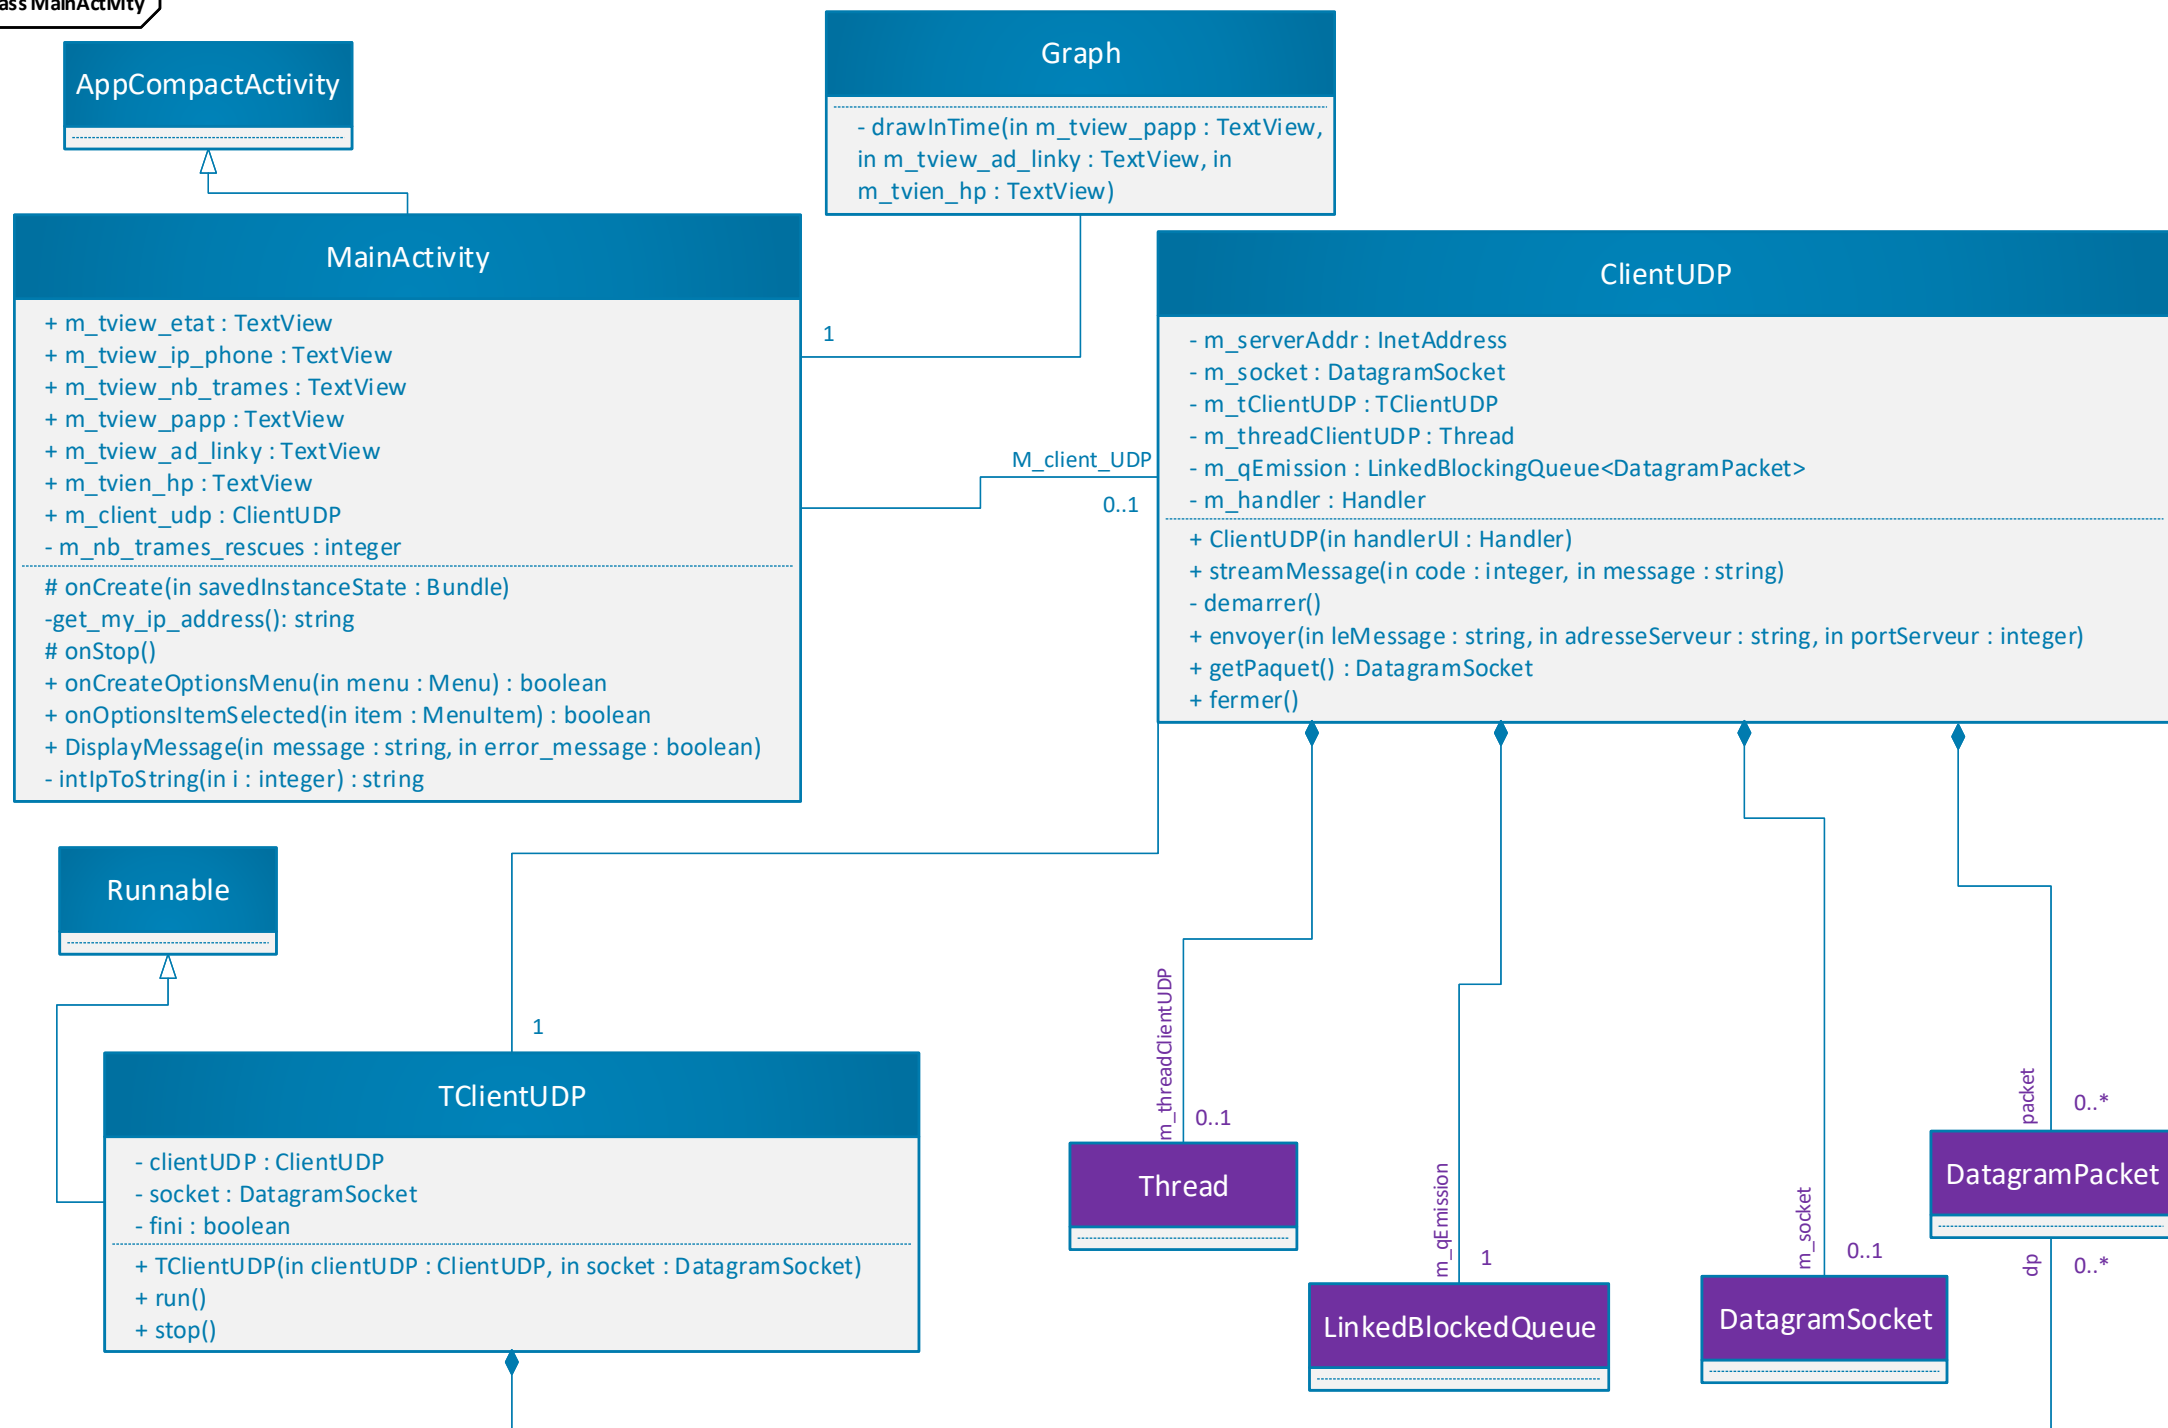 ass MainActivity
AppCompactActivity
Graph
- drawInTime(in m_tview_papp : TextView,
in m_tview_ad_linky : TextView, in
m_tvien_hp : TextView)
MainActivity
+ m_tview_etat : TextView
+ m_tview_ip_phone : TextView
+ m_tview_nb_trames : TextView
+ m_tview_papp : TextView
+ m_tview_ad_linky : TextView
+ m_tvien_hp : TextView
+ m_client_udp : ClientUDP
- m_nb_trames_rescues : integer
# onCreate(in savedInstanceState : Bundle)
-get_my_ip_address(): string
# onStop()
+ onCreateOptionsMenu(in menu : Menu) : boolean
+ onOptionsItemSelected(in item : MenuItem) : boolean
+ DisplayMessage(in message : string, in error_message : boolean)
- intIpToString(in i : integer) : string
1
M_client_UDP
0..1
ClientUDP
- m_serverAddr : InetAddress
- m_socket : DatagramSocket
- m_tClientUDP : TClientUDP
- m_threadClientUDP : Thread
- m_qEmission : LinkedBlockingQueue<DatagramPacket>
- m_handler : Handler
+ ClientUDP(in handlerUI : Handler)
+ streamMessage(in code : integer, in message : string)
- demarrer()
+ envoyer(in leMessage : string, in adresseServeur : string, in portServeur : integer)
+ getPaquet() : DatagramSocket
+ fermer()
Runnable
1
TClientUDP
- clientUDP : ClientUDP
- socket : DatagramSocket
- fini : boolean
+ TClientUDP(in clientUDP : ClientUDP, in socket : DatagramSocket)
+ run()
+ stop()
m_threadClientUDP
0..1
Thread
m_qEmission
1
LinkedBlockedQueue
m_socket
0..1
DatagramSocket
packet
0..*
DatagramPacket
dp
0..*